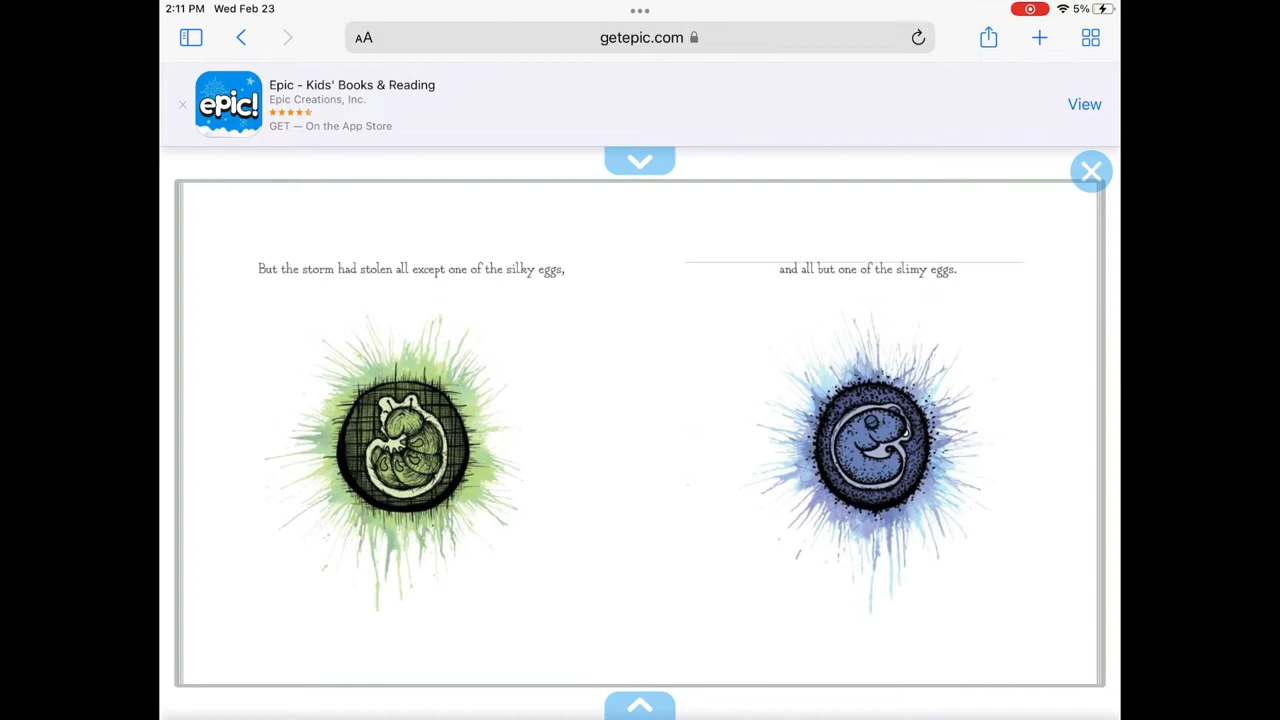 2:11 PM Wed Feb 23
5%
AA
getepic.com
epic!
Epic - Kids' Books & Reading
Epic Creations, Inc.
GET — On the App Store
View
But the storm had stolen all except one of the silky eggs,
and all but one of the slimy eggs.